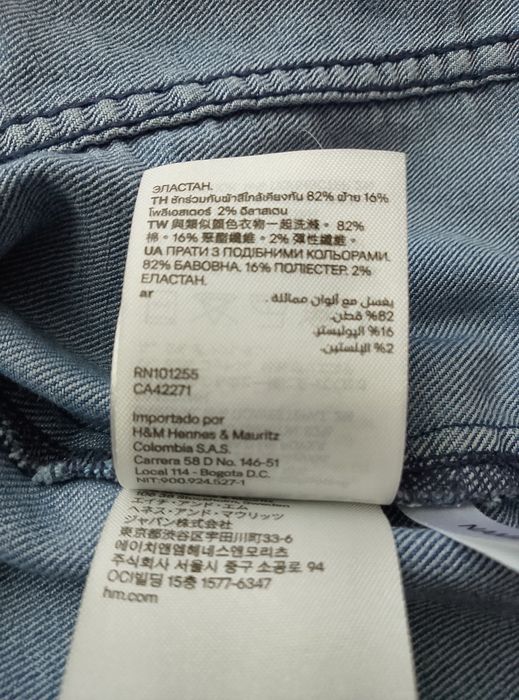 ЭЛАСТАН.
TH ซักร่วมกับผ้าสีใกล้เคียงกัน 82% ฝ้าย 16%
โพลีเอสเตอร์ 2% อีลาสเตน
TW 與類似顏色衣物一起洗滌。 82%
棉。16% 聚酯纖維。2% 彈性纖維。
UA ПРАТИ З ПОДІБНИМИ КОЛЬОРАМИ.
82% БАВОВНА. 16% ПОЛІЕСТЕР. 2%
ЕЛАСТАН.
ar يغسل مع ألوان مماثلة.
82% قطن.
16% البوليستر.
2% الإلستين.
RN101255
CA42271
Importado por
H&M Hennes & Mauritz
Colombia S.A.S.
Carrera 58 D No. 146-51
Local 114 - Bogota D.C.
NIT:900.924.527-1
エイチ・アンド・エム
ヘネス・アンド・マウリッツ
ジャパン株式会社
東京都渋谷区宇田川町33-6
에이치앤엠헤네스앤모리츠
주식회사 서울시 중구 소공로 94
OCI빌딩 15층 1577-6347
hm.com